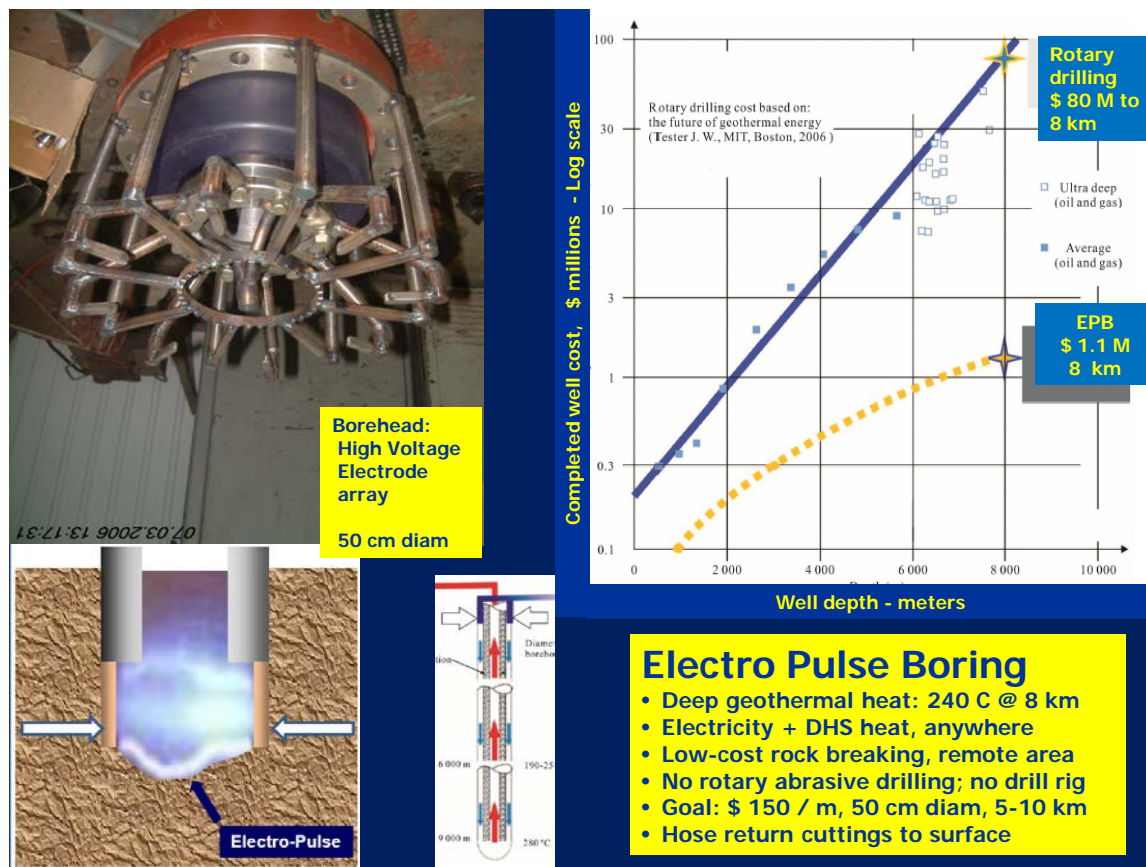 Borehead:
High Voltage
Electrode
array
50 cm diam
07.03.2006 13:17:31
Electro-Pulse
6 000 m
9 000 m
280 °C
Completed well cost, $ millions - Log scale
100
30
10
3
1
0.3
0.1
0
2 000
4 000
6 000
8 000
10 000
Rotary drilling cost based on:
the future of geothermal energy
(Tester J. W., MIT, Boston, 2006 )
Ultra deep
(oil and gas)
Average
(oil and gas)
Rotary
drilling
$ 80 M to
8 km
EPB
$ 1.1 M
8 km
Well depth - meters
Electro Pulse Boring
• Deep geothermal heat: 240 C @ 8 km
• Electricity + DHS heat, anywhere
• Low-cost rock breaking, remote area
• No rotary abrasive drilling; no drill rig
• Goal: $ 150 / m, 50 cm diam, 5-10 km
• Hose return cuttings to surface